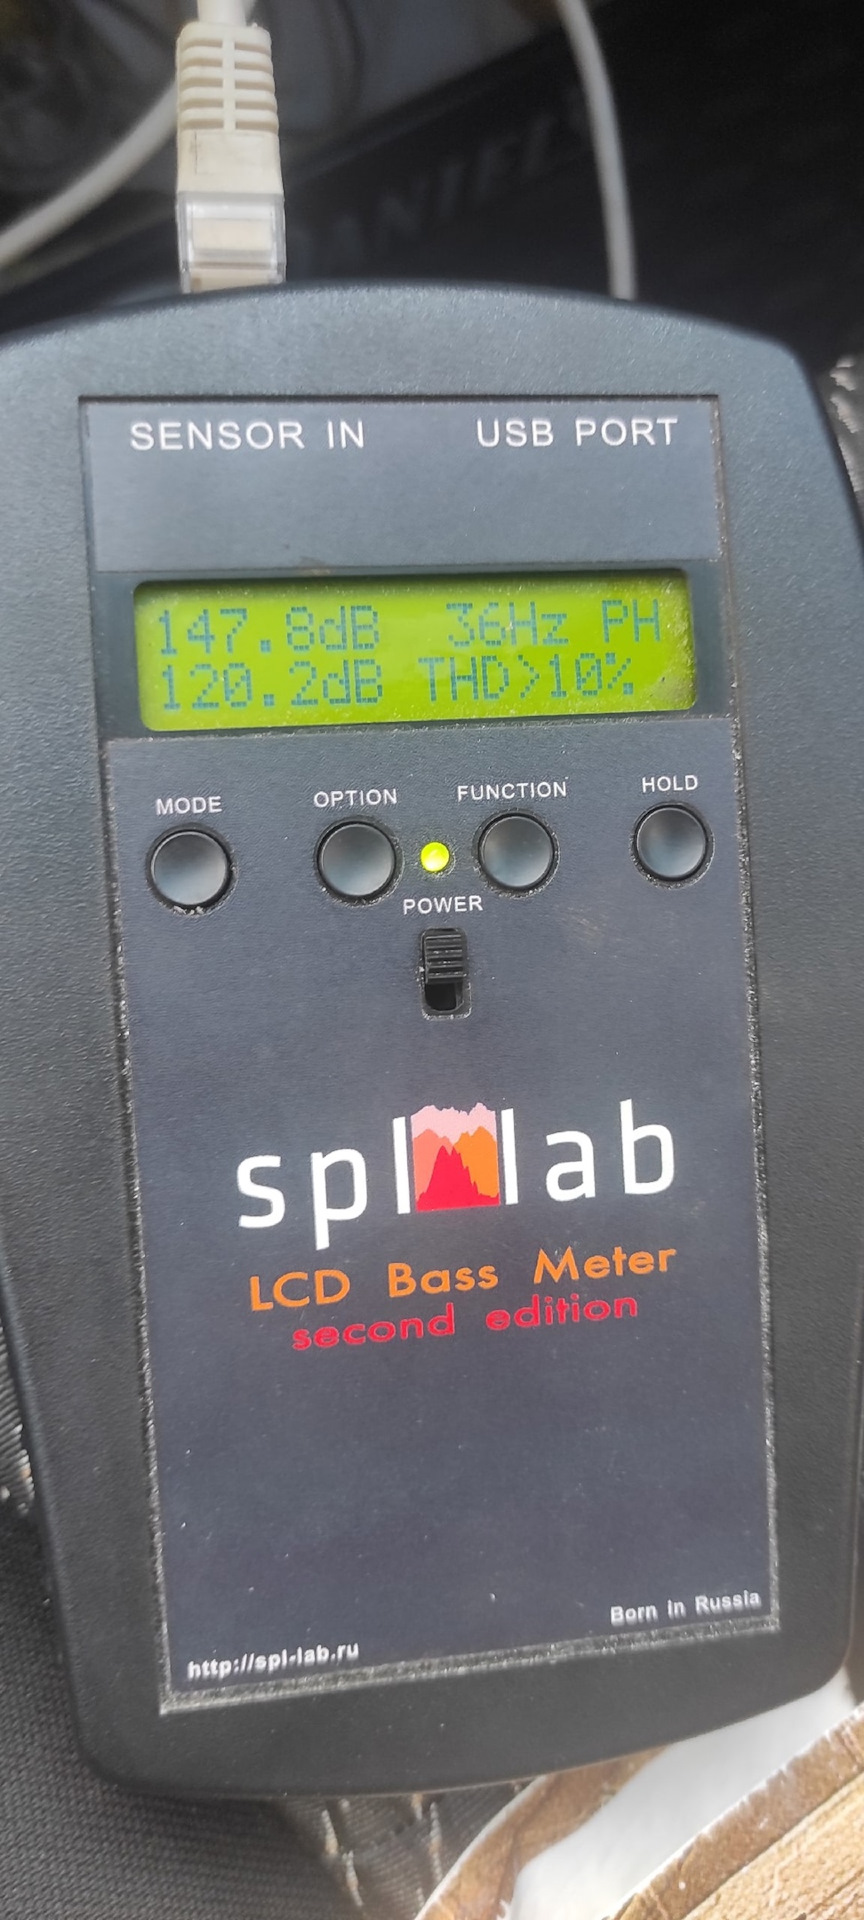 SENSOR IN USB PORT
147.8dB 36Hz PH
120.2dB THD>10%
MODE OPTION FUNCTION HOLD
POWER
spl lab
LCD Bass Meter
second edition
Born in Russia
http://spl-lab.ru